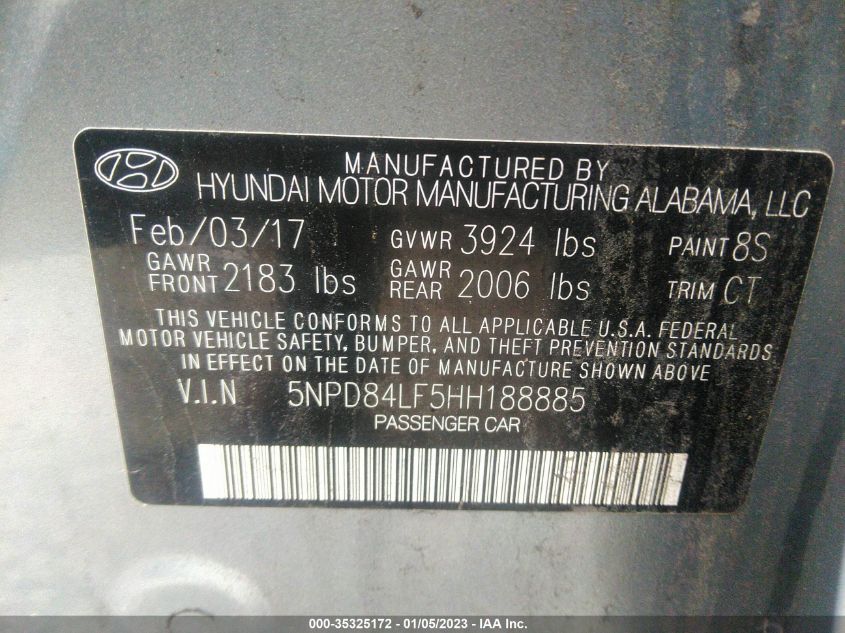 MANUFACTURED BY
HYUNDAI MOTOR MANUFACTURING ALABAMA, LLC
Feb/03/17 GVWR 3924 lbs PAINT 8S
GAWR FRONT 2183 lbs GAWR REAR 2006 lbs TRIM CT
THIS VEHICLE CONFORMS TO ALL APPLICABLE U.S.A. FEDERAL
MOTOR VEHICLE SAFETY, BUMPER, AND THEFT PREVENTION STANDARDS
IN EFFECT ON THE DATE OF MANUFACTURE SHOWN ABOVE
V.I.N 5NPD84LF5HH188885
PASSENGER CAR
000-35325172 - 01/05/2023 - IAA Inc.